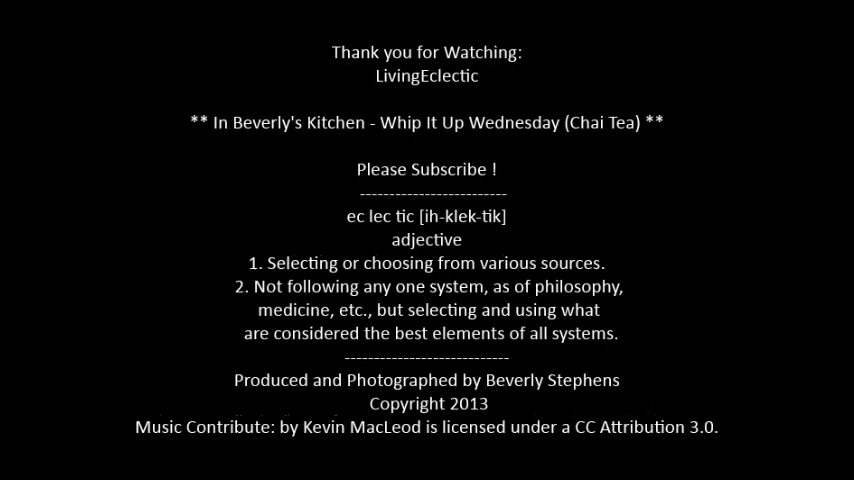 Thank you for Watching:
LivingEclectic
** In Beverly's Kitchen - Whip It Up Wednesday (Chai Tea) **
Please Subscribe !
-------------------------
ec lec tic [ih-klek-tik]
adjective
1. Selecting or choosing from various sources.
2. Not following any one system, as of philosophy,
medicine, etc., but selecting and using what
are considered the best elements of all systems.
----------------------------
Produced and Photographed by Beverly Stephens
Copyright 2013
Music Contribute: by Kevin MacLeod is licensed under a CC Attribution 3.0.